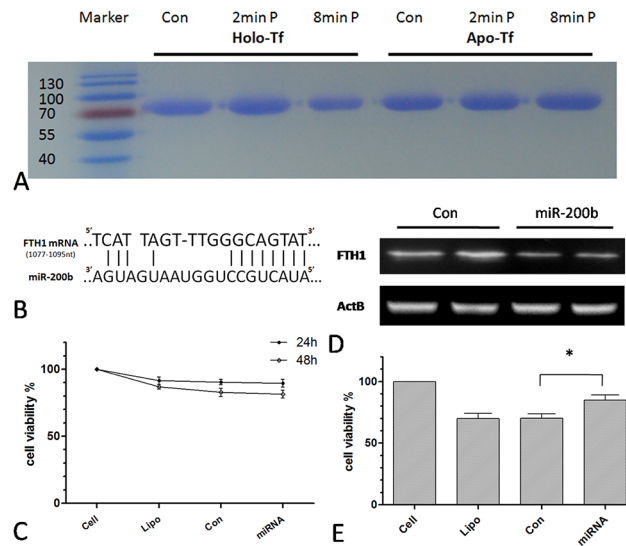 Marker Con 2min P 8min P Con 2min P 8min P
Holo-Tf Apo-Tf
130
100
70
55
40
A
5' 3'
FTH1 mRNA ..TCAT TAGT-TTGGGCAGTAT...
(1077-1095nt)
3' 5'
miR-200b ..AGUAGUAAUGGUCCGUCAUA...
B
Con miR-200b
FTH1
ActB
D
24h
48h
cell viability %
100
50
0
Cell Lipo Con miRNA
C
*
cell viability %
100
50
0
Cell Lipo Con miRNA
E